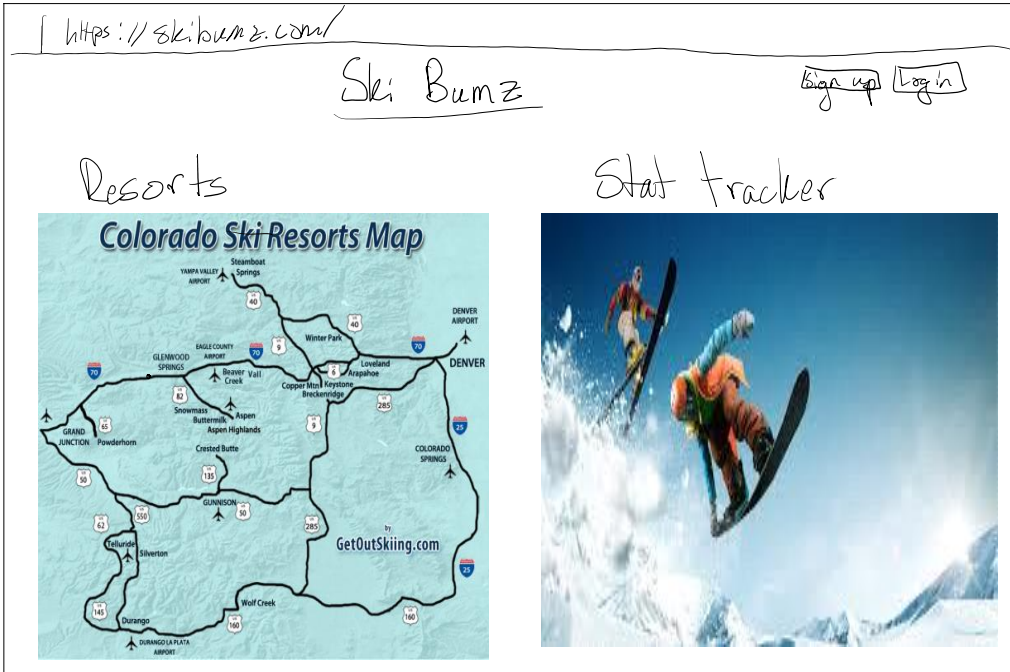 https://skibumz.com/
Ski Bumz
Sign up
Log in
Resorts
Stat tracker
Colorado Ski Resorts Map
Steamboat
Springs
YAMPA VALLEY
AIRPORT
40
40
DENVER
AIRPORT
Winter Park
9
70
EAGLE COUNTY
AIRPORT
70
GLENWOOD
SPRINGS
Loveland
DENVER
70
Beaver
Creek
Vail
6
Arapahoe
Copper Mtn
Keystone
Breckenridge
82
285
Snowmass
Buttermilk
Aspen
Aspen Highlands
9
65
25
GRAND
JUNCTION
Powderhorn
Crested Butte
COLORADO
SPRINGS
50
135
GUNNISON
50
62
550
285
by
GetOutSkiing.com
Telluride
Silverton
25
145
Wolf Creek
160
160
Durango
DURANGO LA PLATA
AIRPORT